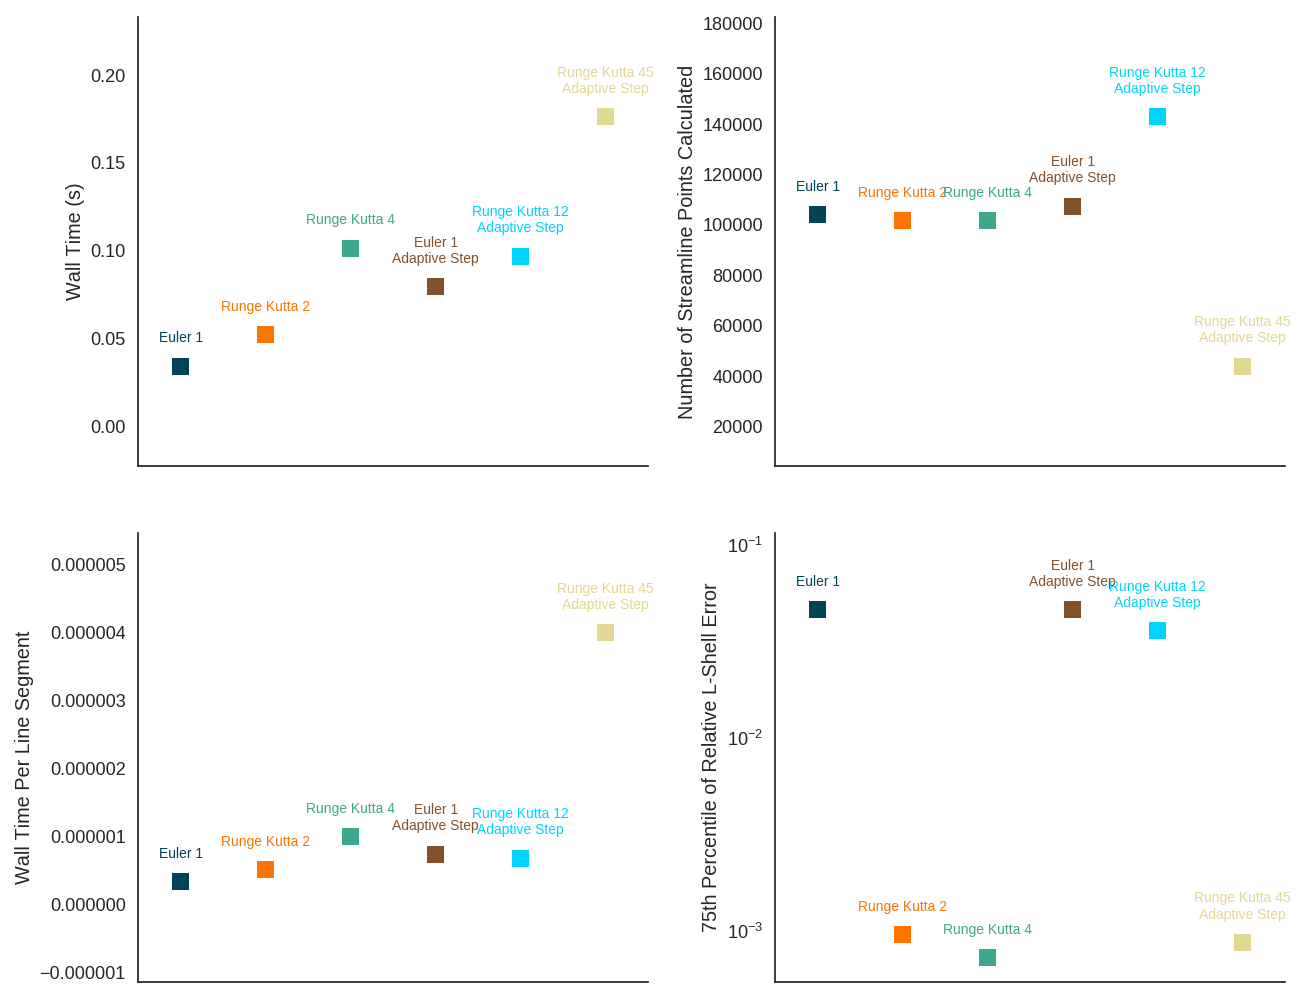 Wall Time (s)
0.20
0.15
0.10
0.05
0.00
Euler 1
Runge Kutta 2
Runge Kutta 4
Euler 1
Adaptive Step
Runge Kutta 12
Adaptive Step
Runge Kutta 45
Adaptive Step
Number of Streamline Points Calculated
180000
160000
140000
120000
100000
80000
60000
40000
20000
Euler 1
Runge Kutta 2
Runge Kutta 4
Euler 1
Adaptive Step
Runge Kutta 12
Adaptive Step
Runge Kutta 45
Adaptive Step
Wall Time Per Line Segment
0.000005
0.000004
0.000003
0.000002
0.000001
0.000000
−0.000001
Euler 1
Runge Kutta 2
Runge Kutta 4
Euler 1
Adaptive Step
Runge Kutta 12
Adaptive Step
Runge Kutta 45
Adaptive Step
75th Percentile of Relative L-Shell Error
10⁻¹
10⁻²
10⁻³
Euler 1
Runge Kutta 2
Runge Kutta 4
Euler 1
Adaptive Step
Runge Kutta 12
Adaptive Step
Runge Kutta 45
Adaptive Step